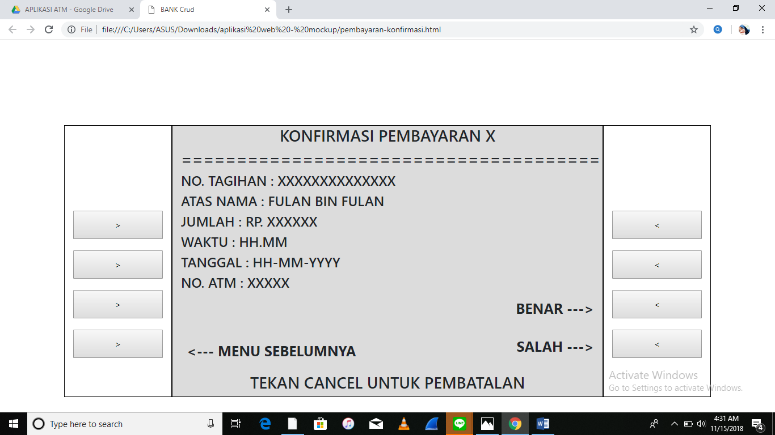 APLIKASI ATM - Google Drive
BANK Crud
File | file:///C:/Users/ASUS/Downloads/aplikasi%20web%20-%20mockup/pembayaran-konfirmasi.html
KONFIRMASI PEMBAYARAN X
======================================
NO. TAGIHAN : XXXXXXXXXXXXXX
ATAS NAMA : FULAN BIN FULAN
JUMLAH : RP. XXXXXX
WAKTU : HH.MM
TANGGAL : HH-MM-YYYY
NO. ATM : XXXXX
> <
> <
> <
> <
BENAR --->
SALAH --->
<--- MENU SEBELUMNYA
TEKAN CANCEL UNTUK PEMBATALAN
Activate Windows
Go to Settings to activate Windows.
Type here to search
4:31 AM
11/15/2018
4